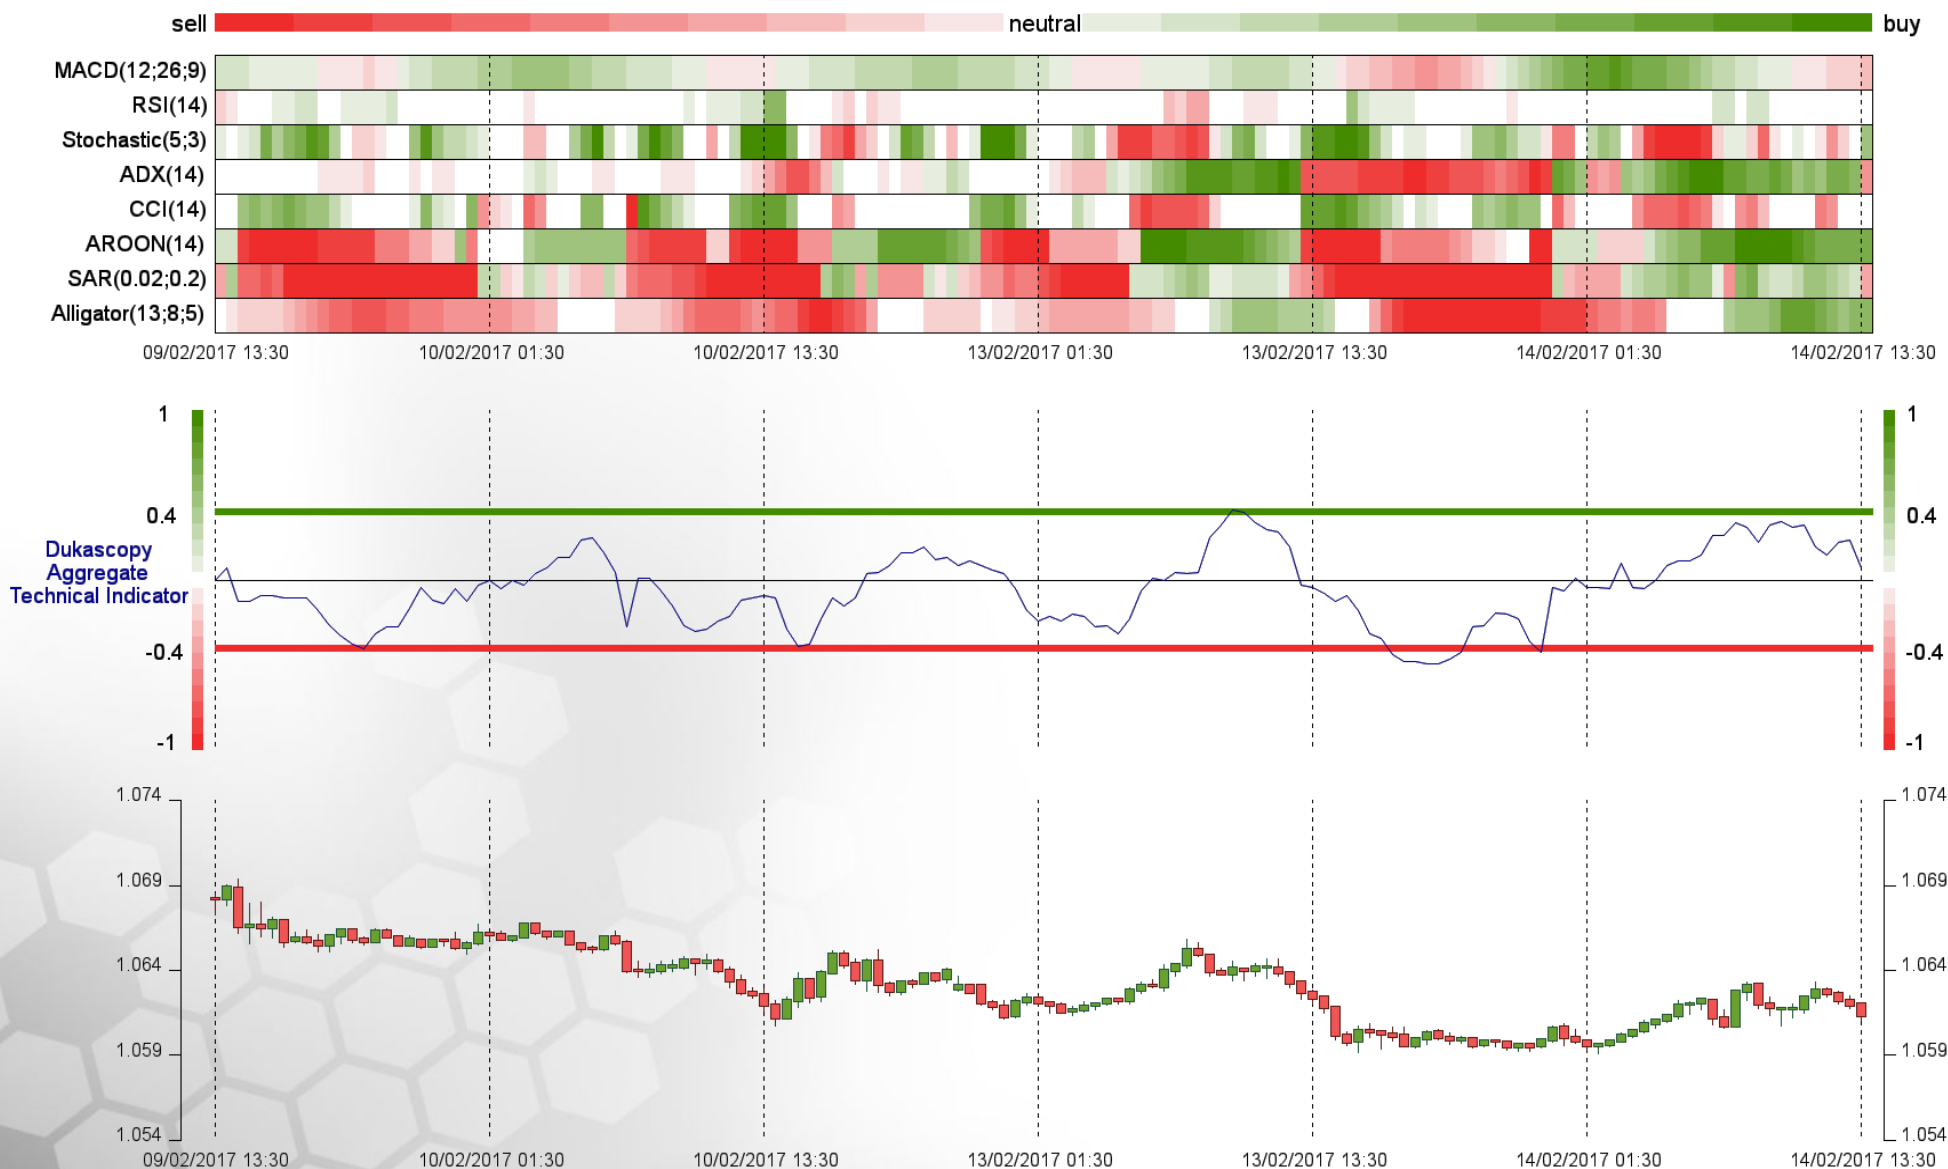 sell neutral buy
MACD(12;26;9)
RSI(14)
Stochastic(5;3)
ADX(14)
CCI(14)
AROON(14)
SAR(0.02;0.2)
Alligator(13;8;5)
09/02/2017 13:30 10/02/2017 01:30 10/02/2017 13:30 13/02/2017 01:30 13/02/2017 13:30 14/02/2017 01:30 14/02/2017 13:30
1 1
0.4 0.4
Dukascopy
Aggregate
Technical Indicator
-0.4 -0.4
-1 -1
1.074 1.074
1.069 1.069
1.064 1.064
1.059 1.059
1.054 1.054
09/02/2017 13:30 10/02/2017 01:30 10/02/2017 13:30 13/02/2017 01:30 13/02/2017 13:30 14/02/2017 01:30 14/02/2017 13:30